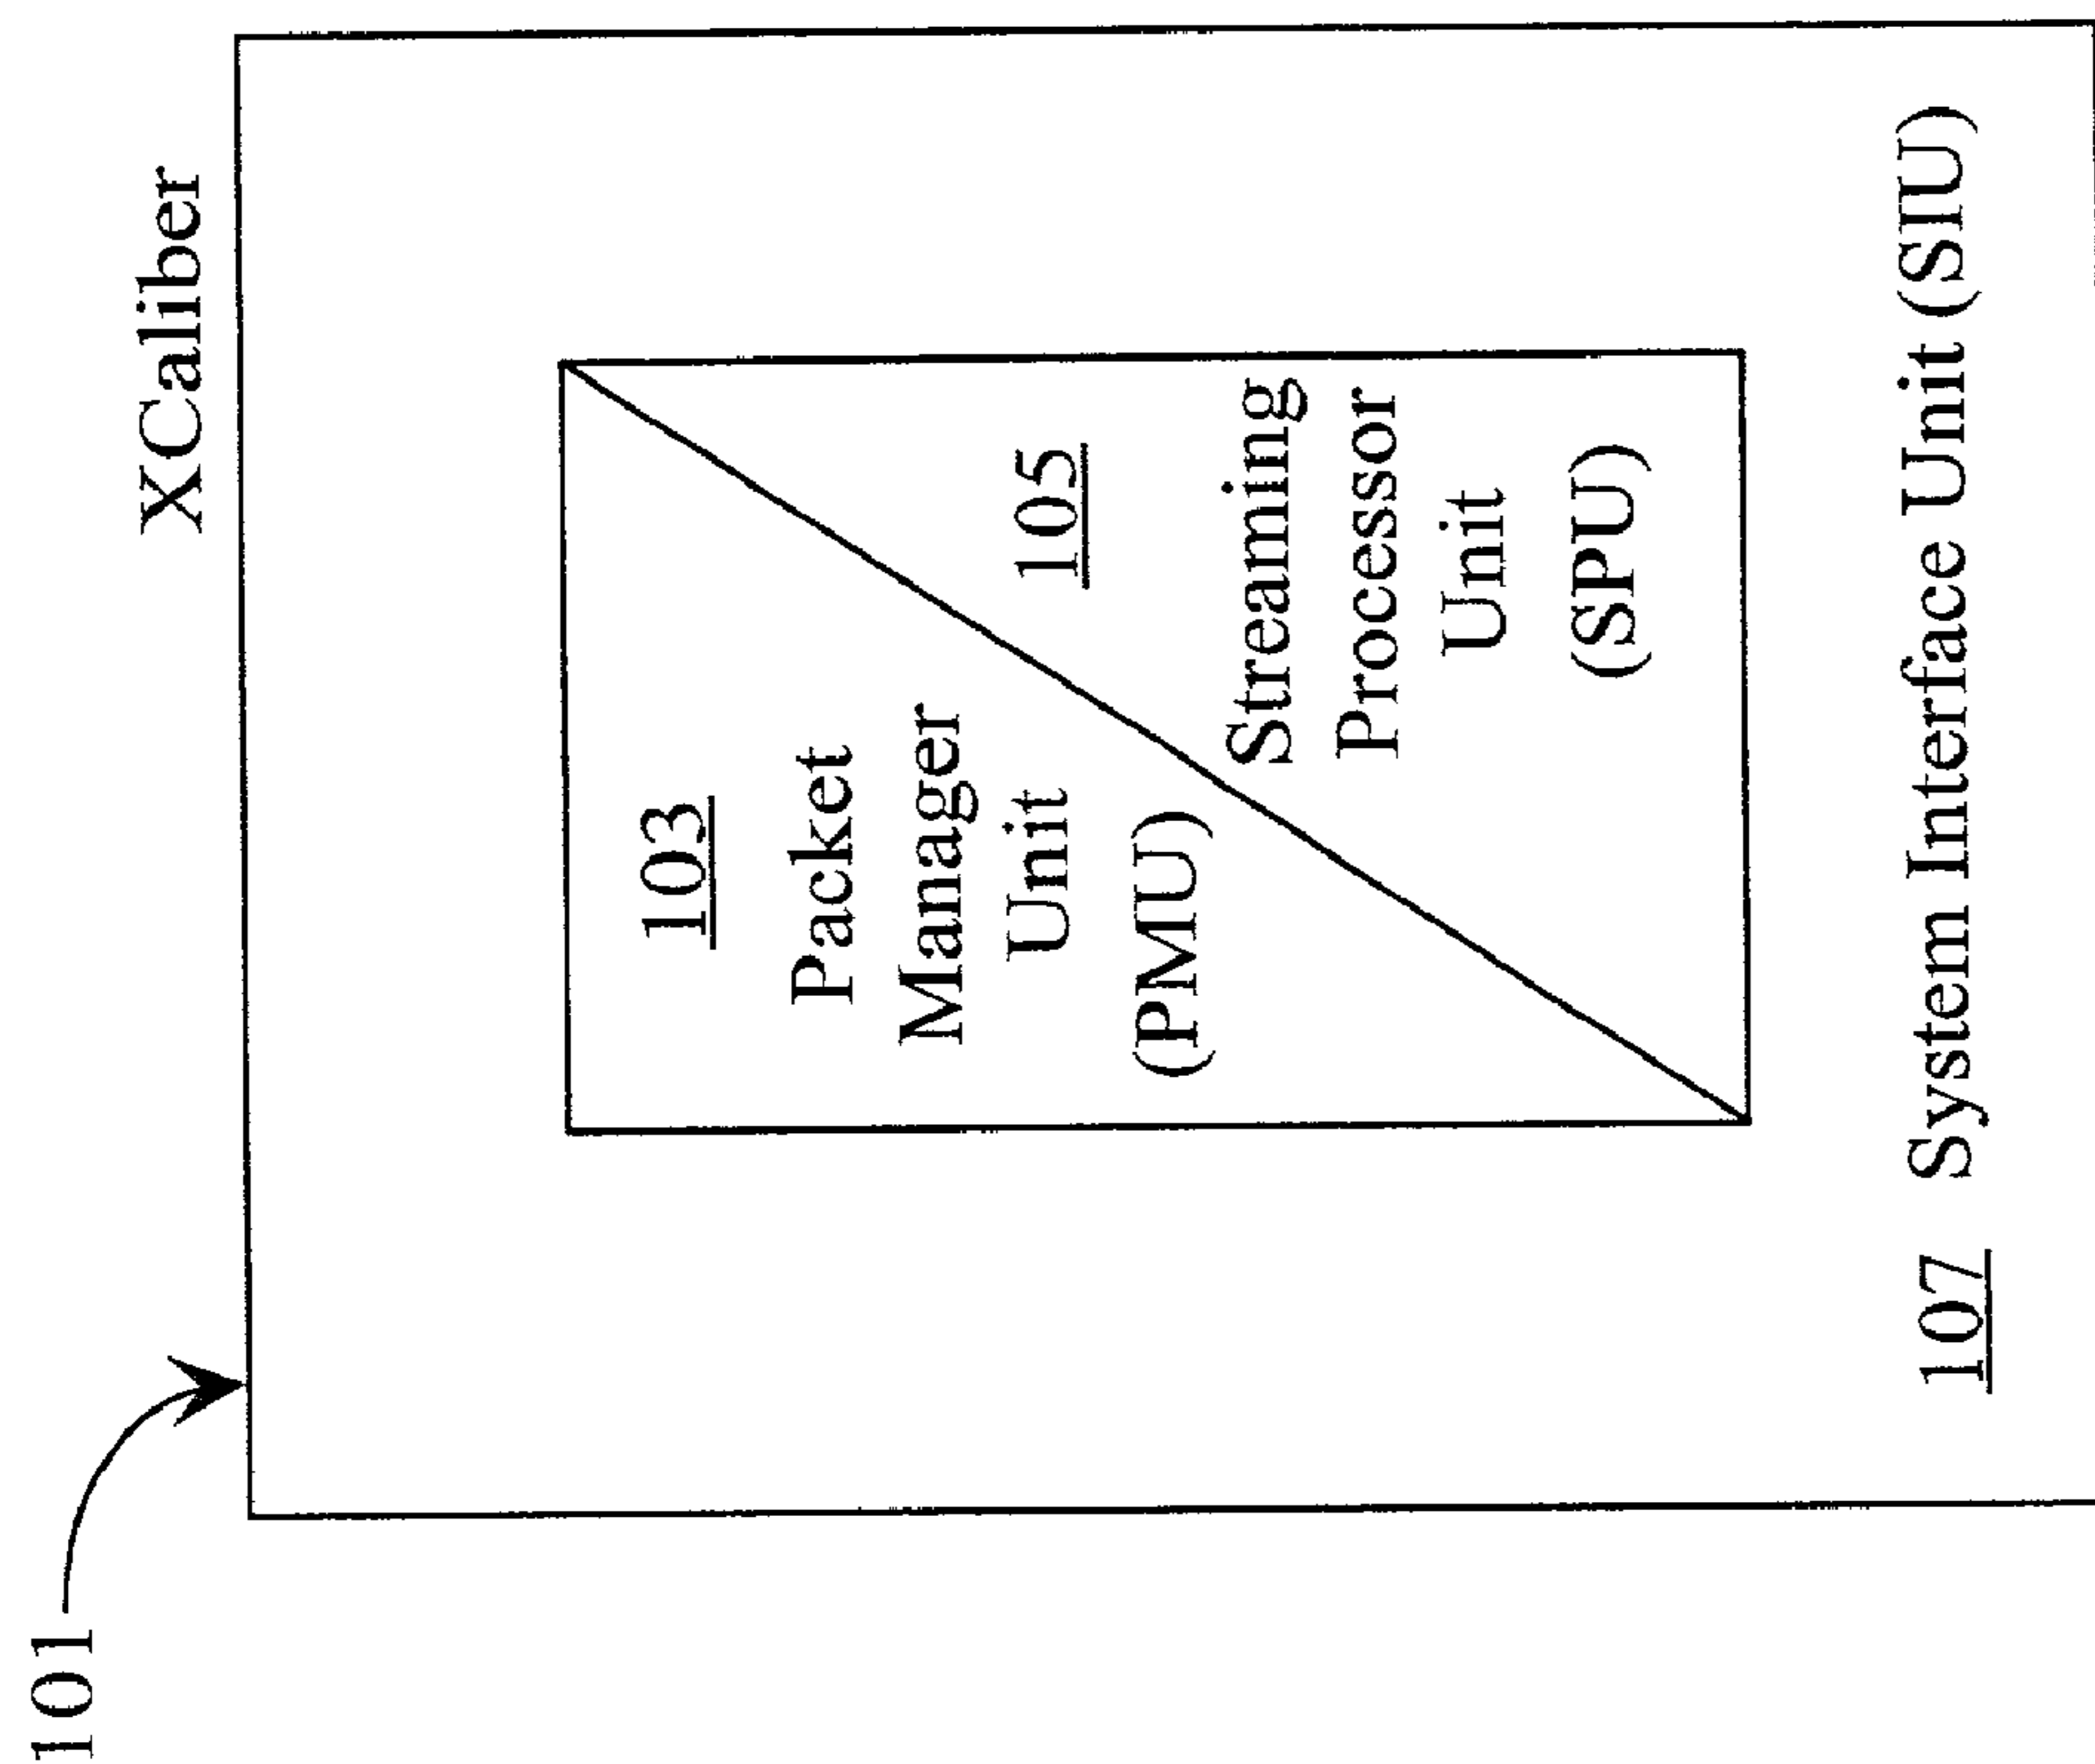 101
XCaliber
103
Packet
Manager
Unit
(PMU)
105
Streaming
Processor
Unit
(SPU)
107 System Interface Unit (SIU)